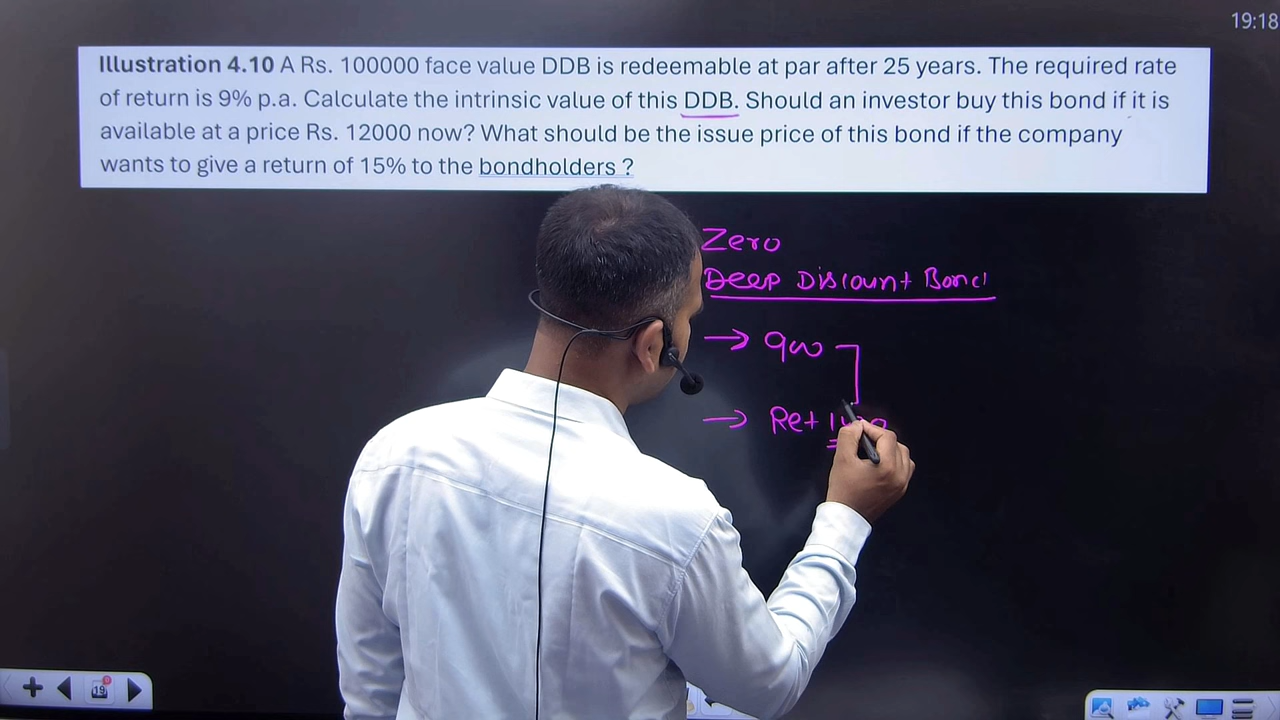 19:18
Illustration 4.10 A Rs. 100000 face value DDB is redeemable at par after 25 years. The required rate
of return is 9% p.a. Calculate the intrinsic value of this DDB. Should an investor buy this bond if it is
available at a price Rs. 12000 now? What should be the issue price of this bond if the company
wants to give a return of 15% to the bondholders ?
Zero
Deep Discount Bond
→ 900
→ Ret
19